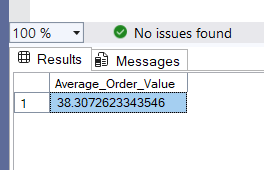 100 %
No issues found
Results Messages
Average_Order_Value
1 38.3072623343546